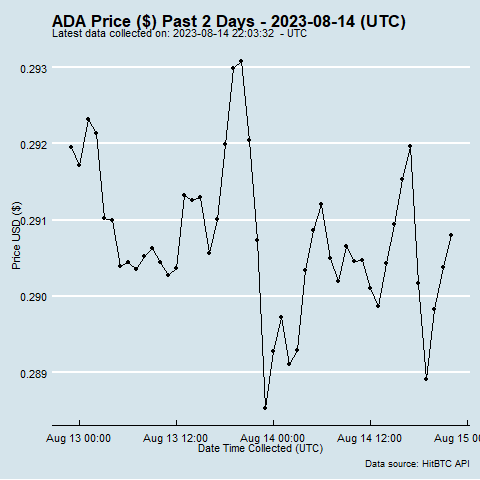 ADA Price ($) Past 2 Days - 2023-08-14 (UTC)
Latest data collected on: 2023-08-14 22:03:32 - UTC
0.293
0.292
0.291
0.290
0.289
Price USD ($)
Aug 13 00:00 Aug 13 12:00 Aug 14 00:00 Aug 14 12:00 Aug 15 00
Date Time Collected (UTC)
Data source: HitBTC API